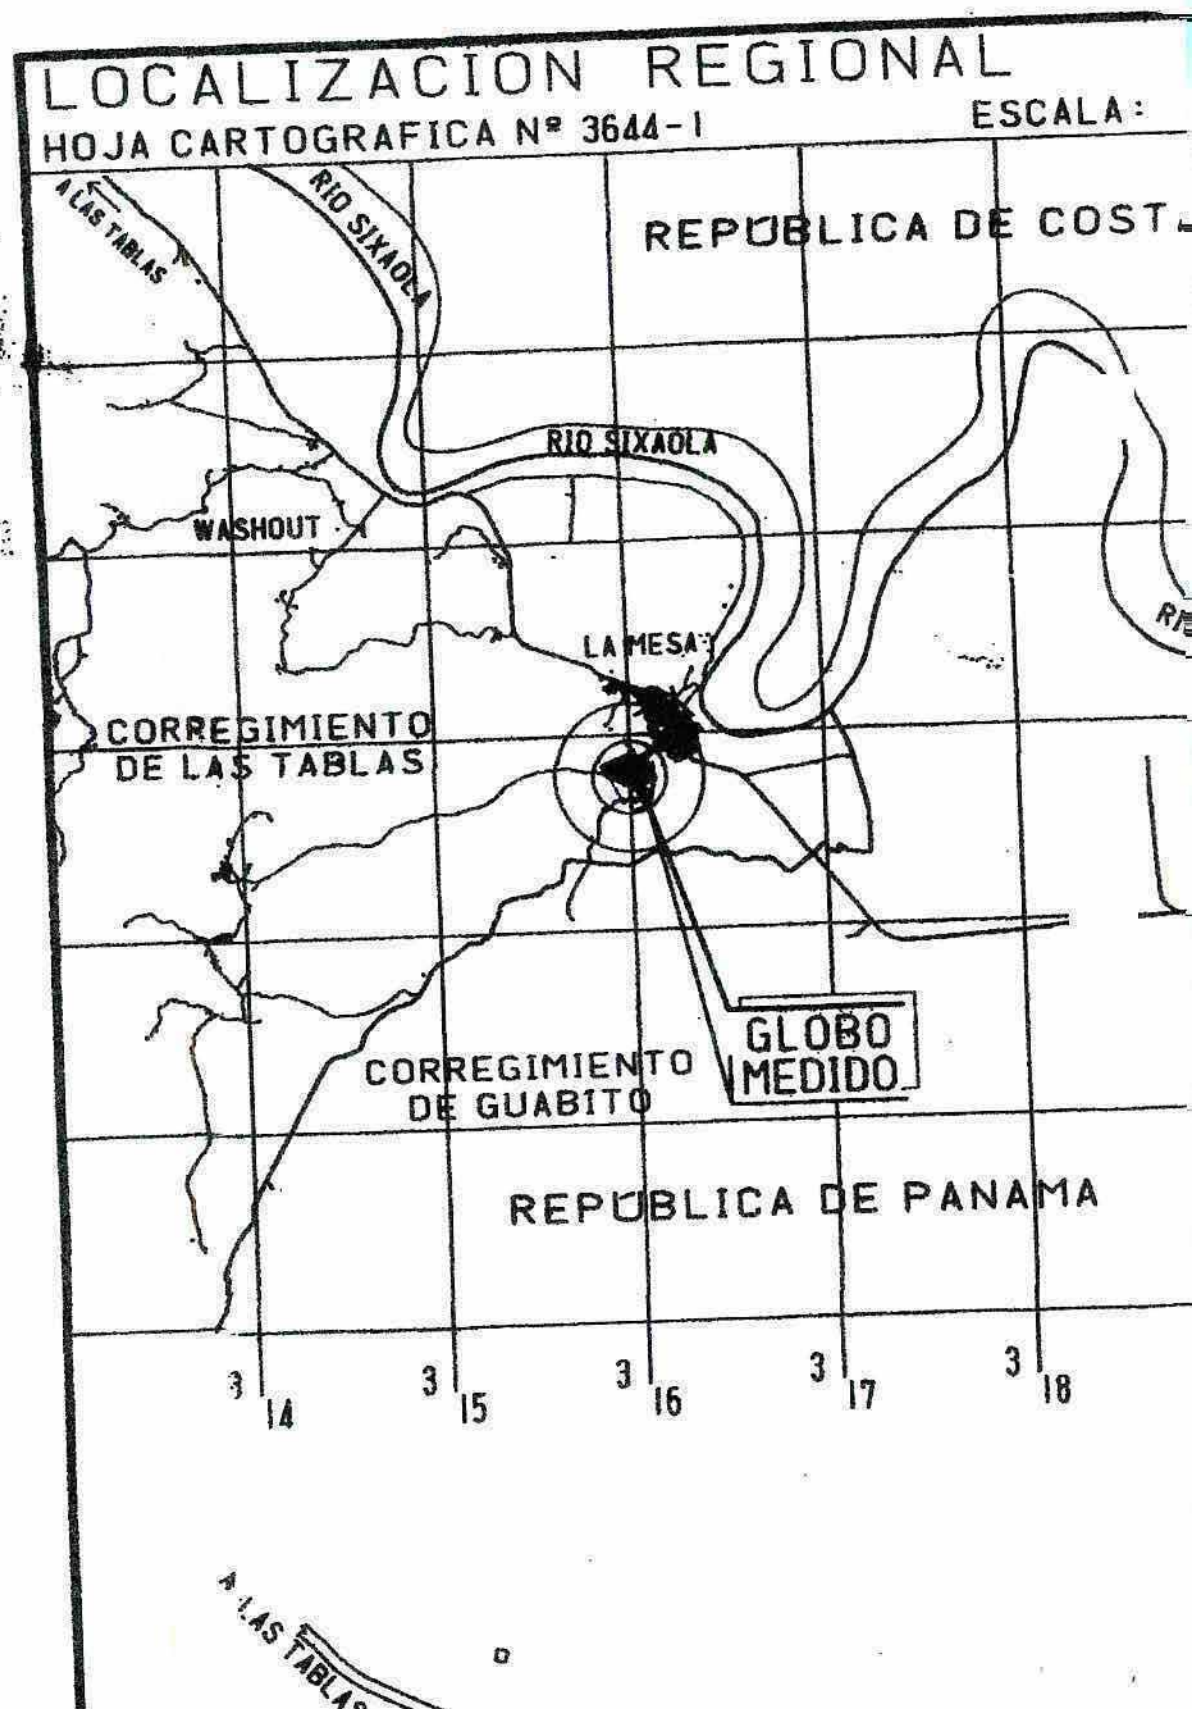 LOCALIZACION REGIONAL
HOJA CARTOGRAFICA Nº 3644-I
ESCALA:
A LAS TABLAS
RIO SIXAOLA
REPÚBLICA DE COST
RIO SIXAOLA
WASHOUT
LA MESA
CORREGIMIENTO
DE LAS TABLAS
GLOBO
MEDIDO
CORREGIMIENTO
DE GUABITO
REPÚBLICA DE PANAMA
3 14
3 15
3 16
3 17
3 18
A LAS TABLAS